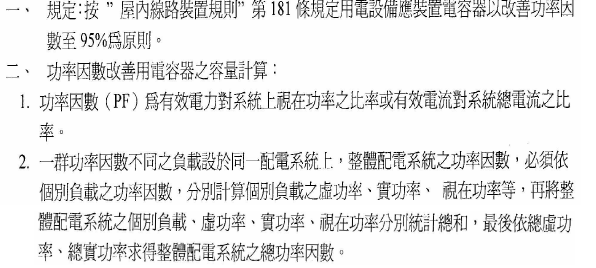 一、 規定:按 ” 屋內線路裝置規則” 第 181 條規定用電設備應裝置電容器以改善功率因
數至 95%爲原則。
二、 功率因數改善用電容器之容量計算：
1. 功率因數（PF）爲有效電力對系統上視在功率之比率或有效電流對系統總電流之比
率。
2. 一群功率因數不同之負載設於同一配電系統上，整體配電系統之功率因數，必須依
個別負載之功率因數，分別計算個別負載之虛功率、實功率、 視在功率等，再將整
體配電系統之個別負載、虛功率、實功率、視在功率分別統計總和，最後依總虛功
率、總實功率求得整體配電系統之總功率因數。